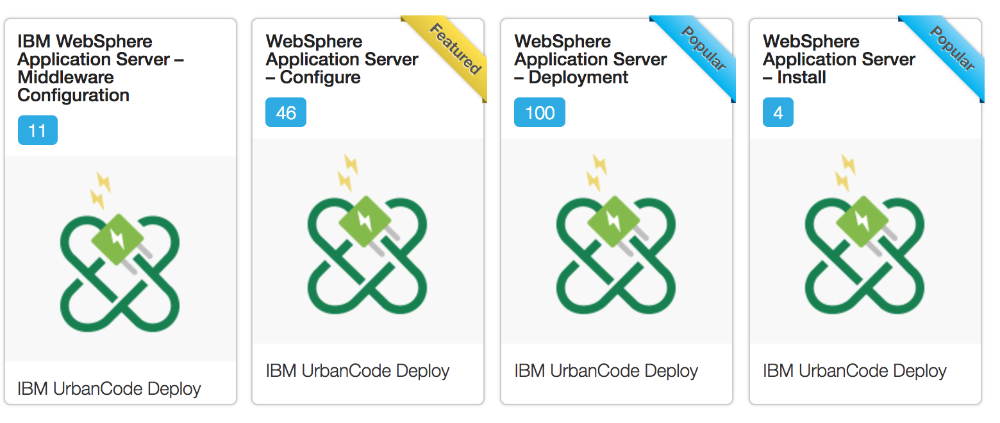 IBM WebSphere
Application Server –
Middleware
Configuration
11
IBM UrbanCode Deploy
Featured
WebSphere
Application Server
– Configure
46
IBM UrbanCode Deploy
Popular
WebSphere
Application Server
– Deployment
100
IBM UrbanCode Deploy
Popular
WebSphere
Application Server
– Install
4
IBM UrbanCode Deploy